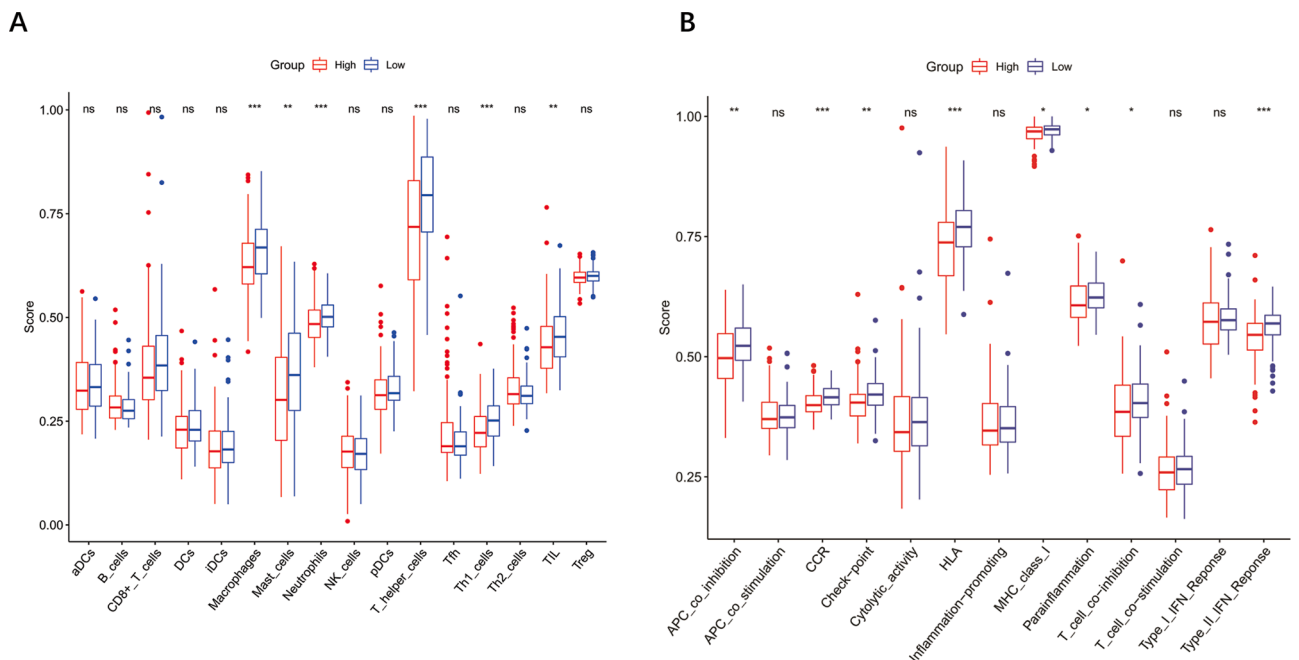 A
Group High Low
ns ns ns ns ns *** ** *** ns ns *** ns *** ns ** ns
1.00
0.75
0.50
0.25
0.00
Score
aDCs
B_cells
CD8+_T_cells
DCs
iDCs
Macrophages
Mast_cells
Neutrophils
NK_cells
pDCs
T_helper_cells
Tfh
Th1_cells
Th2_cells
TIL
Treg
B
Group High Low
** ns *** ** ns *** ns * * * ns ns ***
1.00
0.75
0.50
0.25
Score
APC_co_inhibition
APC_co_stimulation
CCR
Check-point
Cytolytic_activity
HLA
Inflammation-promoting
MHC_class_I
Parainflammation
T_cell_co-inhibition
T_cell_co-stimulation
Type_I_IFN_Reponse
Type_II_IFN_Reponse